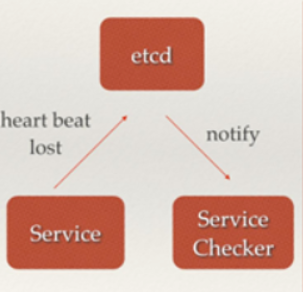 etcd
heart beat
lost
notify
Service
Service
Checker